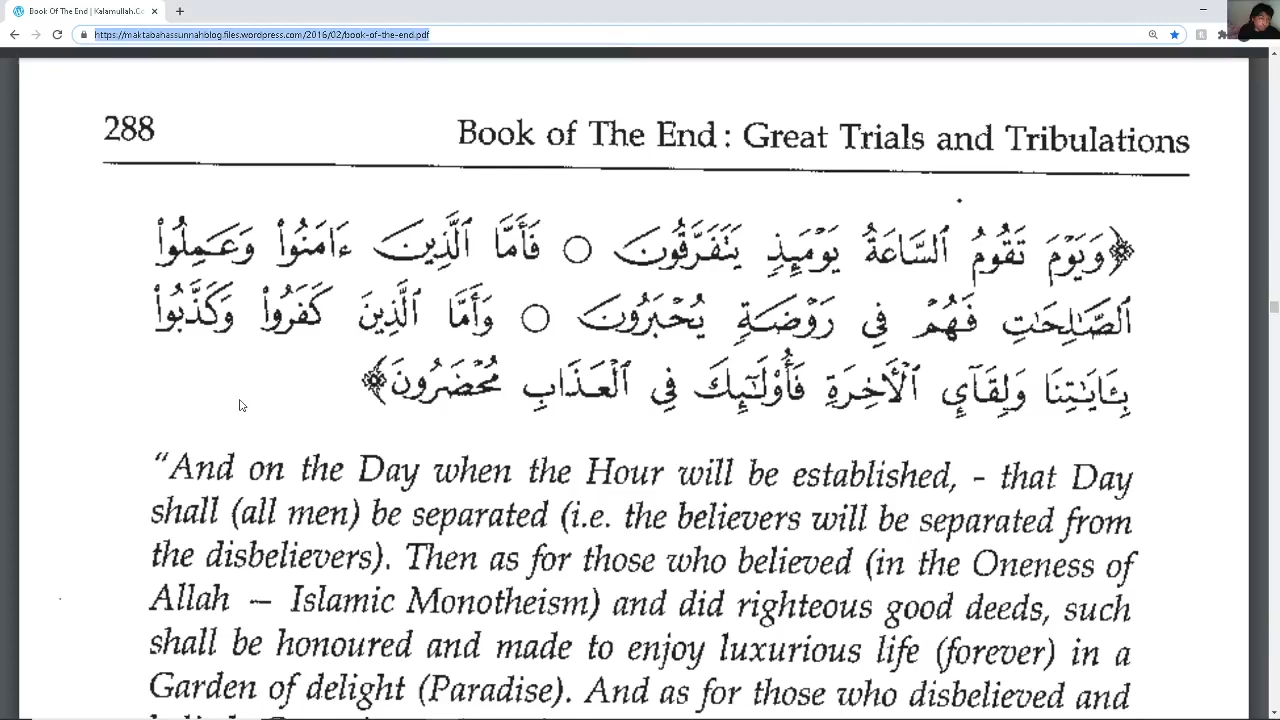 Book Of The End | Kalamullah.Co
https://maktabahassunnahblog.files.wordpress.com/2016/02/book-of-the-end.pdf
288 Book of The End : Great Trials and Tribulations
﴿وَيَوْمَ تَقُومُ ٱلسَّاعَةُ يَوْمَئِذٍ يَتَفَرَّقُونَ ○ فَأَمَّا ٱلَّذِينَ ءَامَنُوا۟ وَعَمِلُوا۟
ٱلصَّـٰلِحَـٰتِ فَهُمْ فِى رَوْضَةٍ يُحْبَرُونَ ○ وَأَمَّا ٱلَّذِينَ كَفَرُوا۟ وَكَذَّبُوا۟
بِـَٔايَـٰتِنَا وَلِقَآئِ ٱلْـَٔاخِرَةِ فَأُو۟لَـٰٓئِكَ فِى ٱلْعَذَابِ مُحْضَرُونَ﴾
“And on the Day when the Hour will be established, - that Day
shall (all men) be separated (i.e. the believers will be separated from
the disbelievers). Then as for those who believed (in the Oneness of
Allah – Islamic Monotheism) and did righteous good deeds, such
shall be honoured and made to enjoy luxurious life (forever) in a
Garden of delight (Paradise). And as for those who disbelieved and